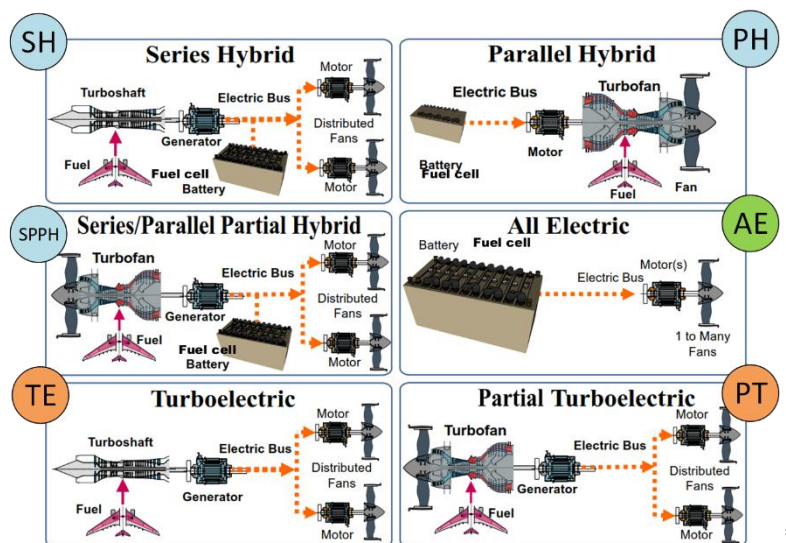 SH
Series Hybrid
Turboshaft
Fuel
Generator
Electric Bus
Motor
Distributed
Fans
Motor
Fuel cell
Battery
PH
Parallel Hybrid
Electric Bus
Turbofan
Battery
Fuel cell
Motor
Fuel
Fan
SPPH
Series/Parallel Partial Hybrid
Turbofan
Fuel
Generator
Electric Bus
Motor
Distributed
Fans
Motor
Fuel cell
Battery
AE
All Electric
Battery Fuel cell
Motor(s)
Electric Bus
1 to Many
Fans
TE
Turboelectric
Turboshaft
Fuel
Generator
Electric Bus
Motor
Distributed
Fans
Motor
PT
Partial Turboelectric
Turbofan
Fuel
Generator
Electric Bus
Motor
Distributed
Fans
Motor